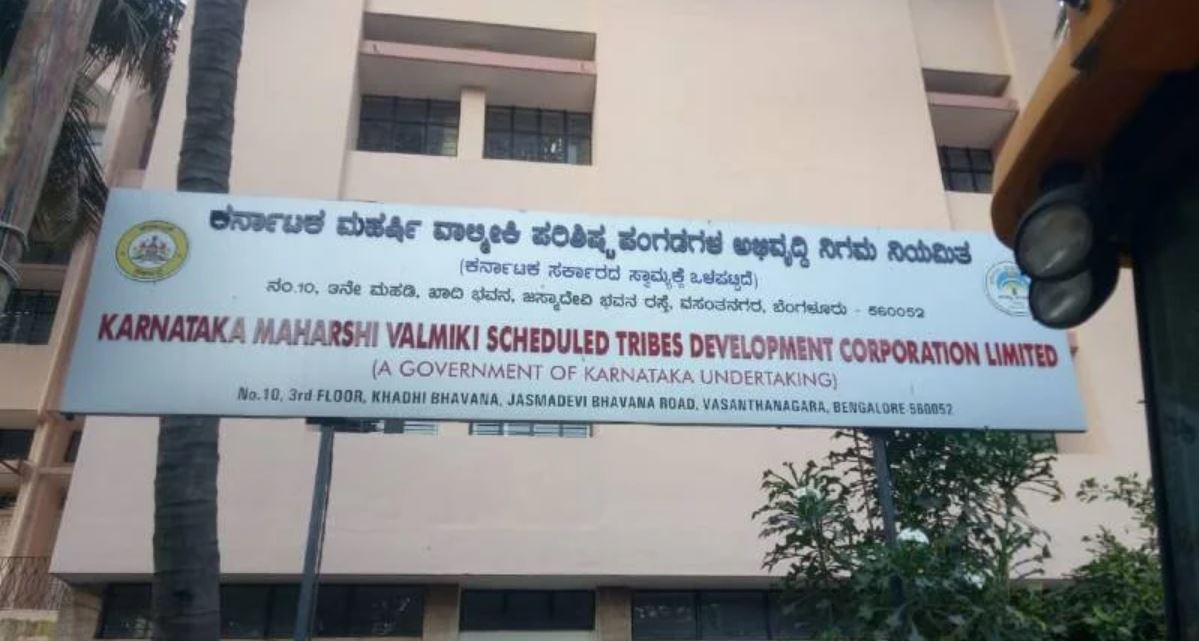 ಕರ್ನಾಟಕ ಮಹರ್ಷಿ ವಾಲ್ಮೀಕಿ ಪರಿಶಿಷ್ಟ ಪಂಗಡಗಳ ಅಭಿವೃದ್ಧಿ ನಿಗಮ ನಿಯಮಿತ
(ಕರ್ನಾಟಕ ಸರ್ಕಾರದ ಸ್ವಾಮ್ಯಕ್ಕೆ ಒಳಪಟ್ಟಿದೆ)
ನಂ.10, 3ನೇ ಮಹಡಿ, ಖಾದಿ ಭವನ, ಜಸ್ಮಾದೇವಿ ಭವನ ರಸ್ತೆ, ವಸಂತನಗರ, ಬೆಂಗಳೂರು - 560052
KARNATAKA MAHARSHI VALMIKI SCHEDULED TRIBES DEVELOPMENT CORPORATION LIMITED
(A GOVERNMENT OF KARNATAKA UNDERTAKING)
No.10, 3rd FLOOR, KHADHI BHAVANA, JASMADEVI BHAVANA ROAD, VASANTHANAGARA, BENGALORE-560052